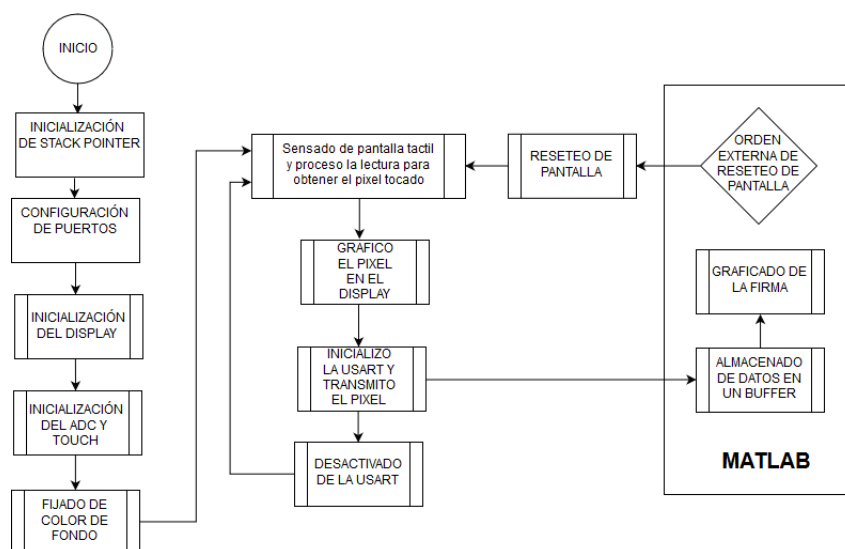 INICIO
INICIALIZACIÓN
DE STACK POINTER
CONFIGURACIÓN
DE PUERTOS
INICIALIZACIÓN
DEL DISPLAY
INICIALIZACIÓN
DEL ADC Y
TOUCH
FIJADO DE
COLOR DE
FONDO
Sensado de pantalla tactil
y proceso la lectura para
obtener el pixel tocado
GRAFICO
EL PIXEL
EN EL
DISPLAY
INICIALIZO
LA USART Y
TRANSMITO
EL PIXEL
DESACTIVADO
DE LA USART
RESETEO DE
PANTALLA
ORDEN
EXTERNA DE
RESETEO DE
PANTALLA
GRAFICADO DE
LA FIRMA
ALMACENADO
DE DATOS EN
UN BUFFER
MATLAB